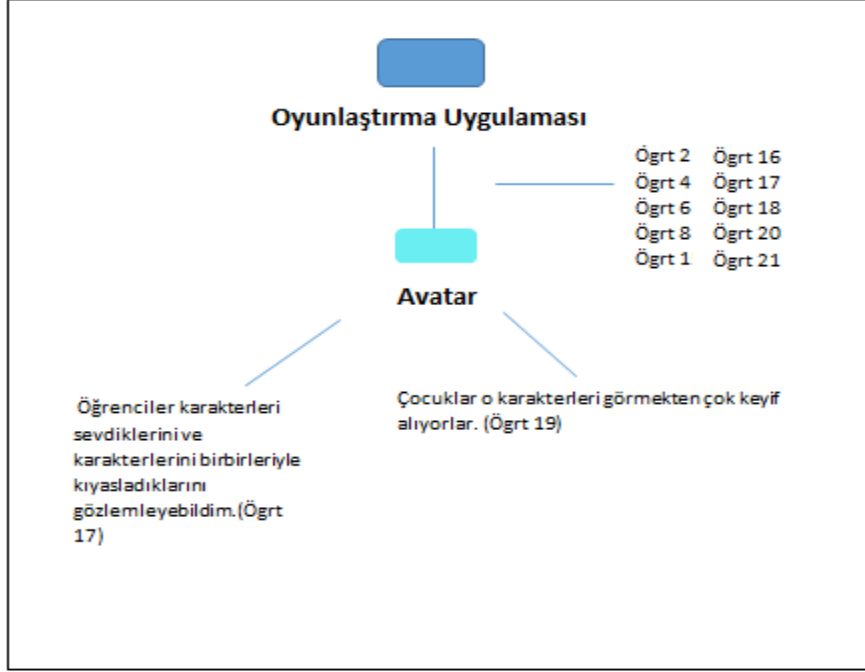 Oyunlaştırma Uygulaması
Ögrt 2 Ögrt 16
Ögrt 4 Ögrt 17
Ögrt 6 Ögrt 18
Ögrt 8 Ögrt 20
Ögrt 1 Ögrt 21
Avatar
Öğrenciler karakterleri
sevdiklerini ve
karakterlerini birbirleriyle
kıyasladıklarını
gözlemleyebildim.(Ögrt
17)
Çocuklar o karakterleri görmekten çok keyif
alıyorlar. (Ögrt 19)